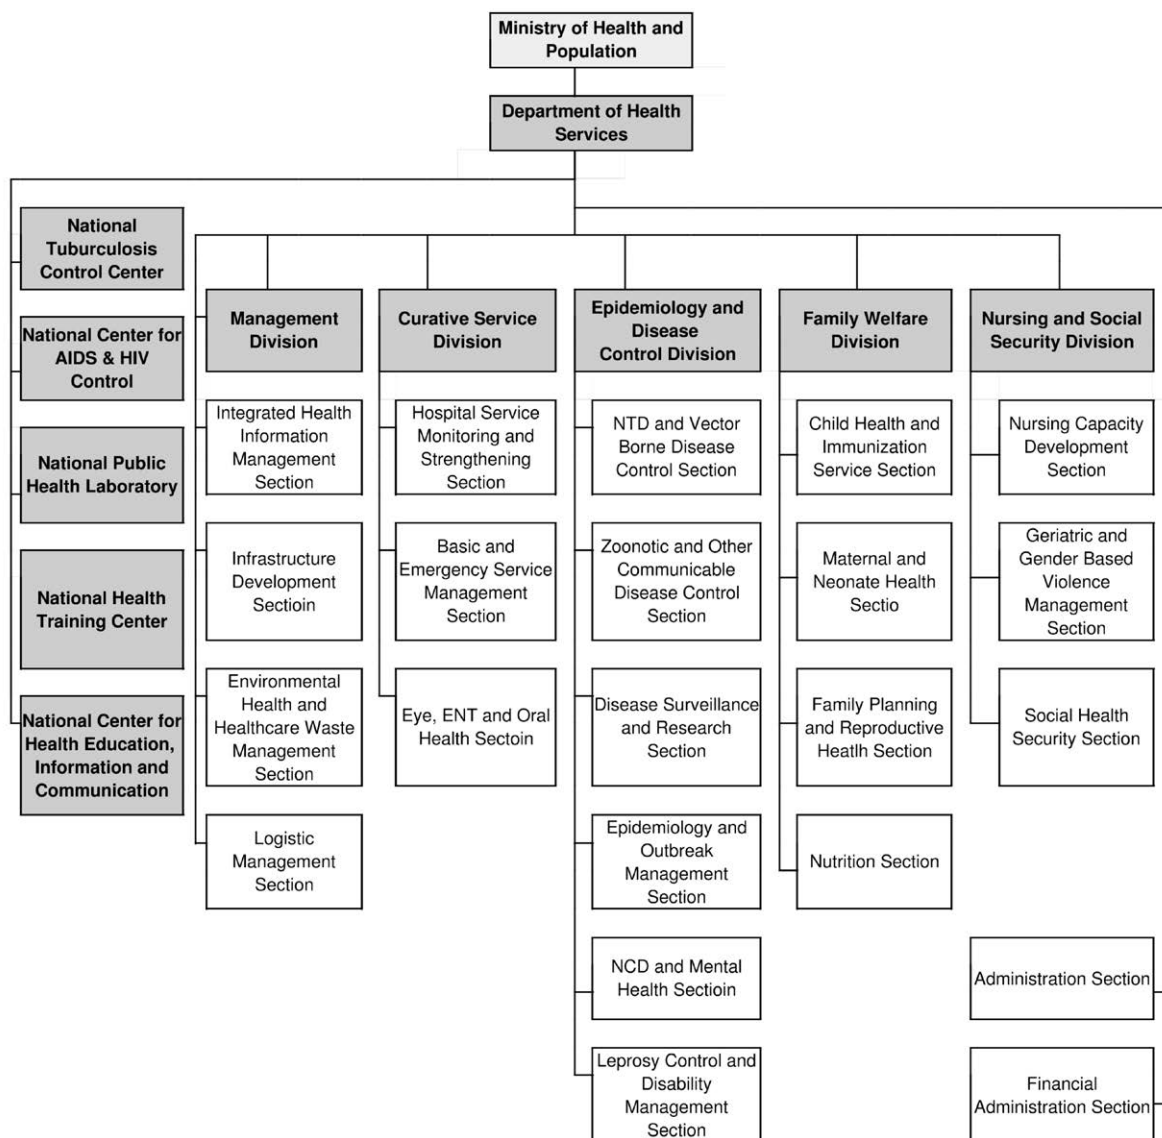 Ministry of Health and
Population
Department of Health
Services
National
Tuburculosis
Control Center
National Center for
AIDS & HIV
Control
National Public
Health Laboratory
National Health
Training Center
National Center for
Health Education,
Information and
Communication
Management
Division
Integrated Health
Information
Management
Section
Infrastructure
Development
Sectioin
Environmental
Health and
Healthcare Waste
Management
Section
Logistic
Management
Section
Curative Service
Division
Hospital Service
Monitoring and
Strengthening
Section
Basic and
Emergency Service
Management
Section
Eye, ENT and Oral
Health Sectoin
Epidemiology and
Disease
Control Division
NTD and Vector
Borne Disease
Control Section
Zoonotic and Other
Communicable
Disease Control
Section
Disease Surveillance
and Research
Section
Epidemiology and
Outbreak
Management
Section
NCD and Mental
Health Sectioin
Leprosy Control and
Disability
Management
Section
Family Welfare
Division
Child Health and
Immunization
Service Section
Maternal and
Neonate Health
Sectio
Family Planning
and Reproductive
Heatlh Section
Nutrition Section
Nursing and Social
Security Division
Nursing Capacity
Development
Section
Geriatric and
Gender Based
Violence
Management
Section
Social Health
Security Section
Administration Section
Financial
Administration Section